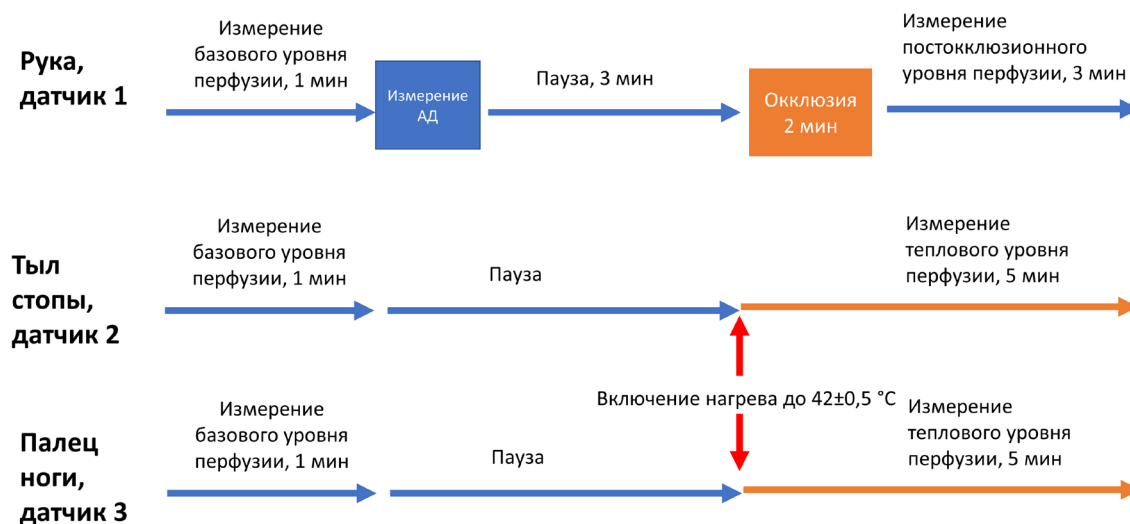 Рука,
датчик 1
Измерение
базового уровня
перфузии, 1 мин
Измерение
АД
Пауза, 3 мин
Окклюзия
2 мин
Измерение
постокклюзионного
уровня перфузии, 3 мин
Тыл
стопы,
датчик 2
Измерение
базового уровня
перфузии, 1 мин
Пауза
Измерение
теплового уровня
перфузии, 5 мин
Включение нагрева до 42±0,5 °C
Палец
ноги,
датчик 3
Измерение
базового уровня
перфузии, 1 мин
Пауза
Измерение
теплового уровня
перфузии, 5 мин